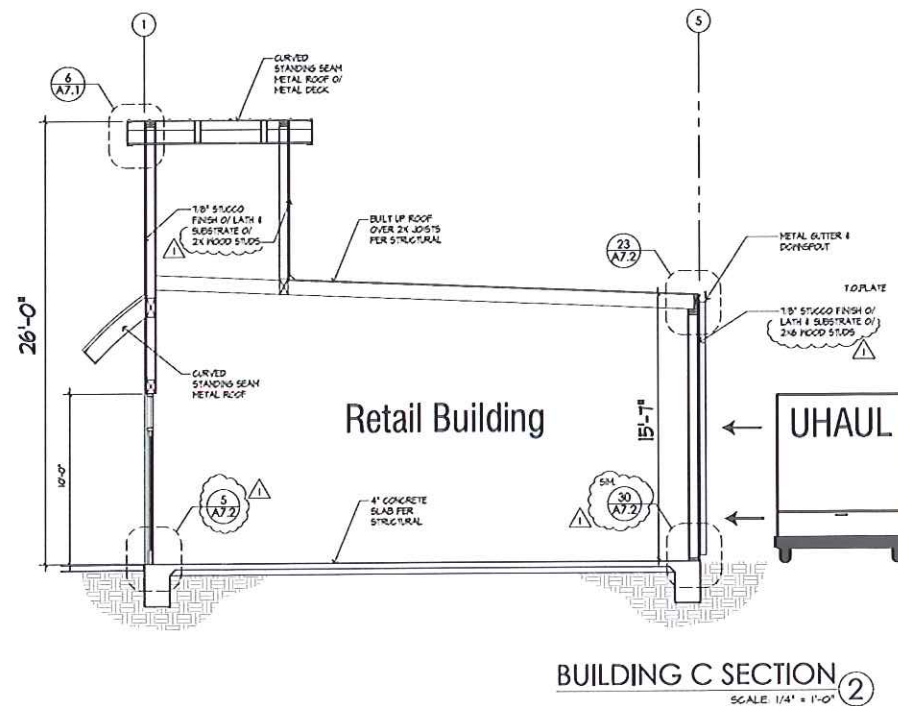 1
5
6
A7.1
CURVED
STANDING SEAM
METAL ROOF O/
METAL DECK
7/8" STUCCO
FINISH O/ LATH &
SUBSTRATE O/
2X WOOD STUDS
1
BUILT UP ROOF
OVER 2X JOISTS
PER STRUCTURAL
23
A7.2
METAL GUTTER &
DOWNSPOUT
T.O.PLATE
7/8" STUCCO FINISH O/
LATH & SUBSTRATE O/
2X6 WOOD STUDS
1
26'-0"
CURVED
STANDING SEAM
METAL ROOF
Retail Building
15'-7"
UHAUL
10'-0"
5
A7.2
1
4" CONCRETE
SLAB PER
STRUCTURAL
SIM.
30
A7.2
1
BUILDING C SECTION 2
SCALE: 1/4" = 1'-0"